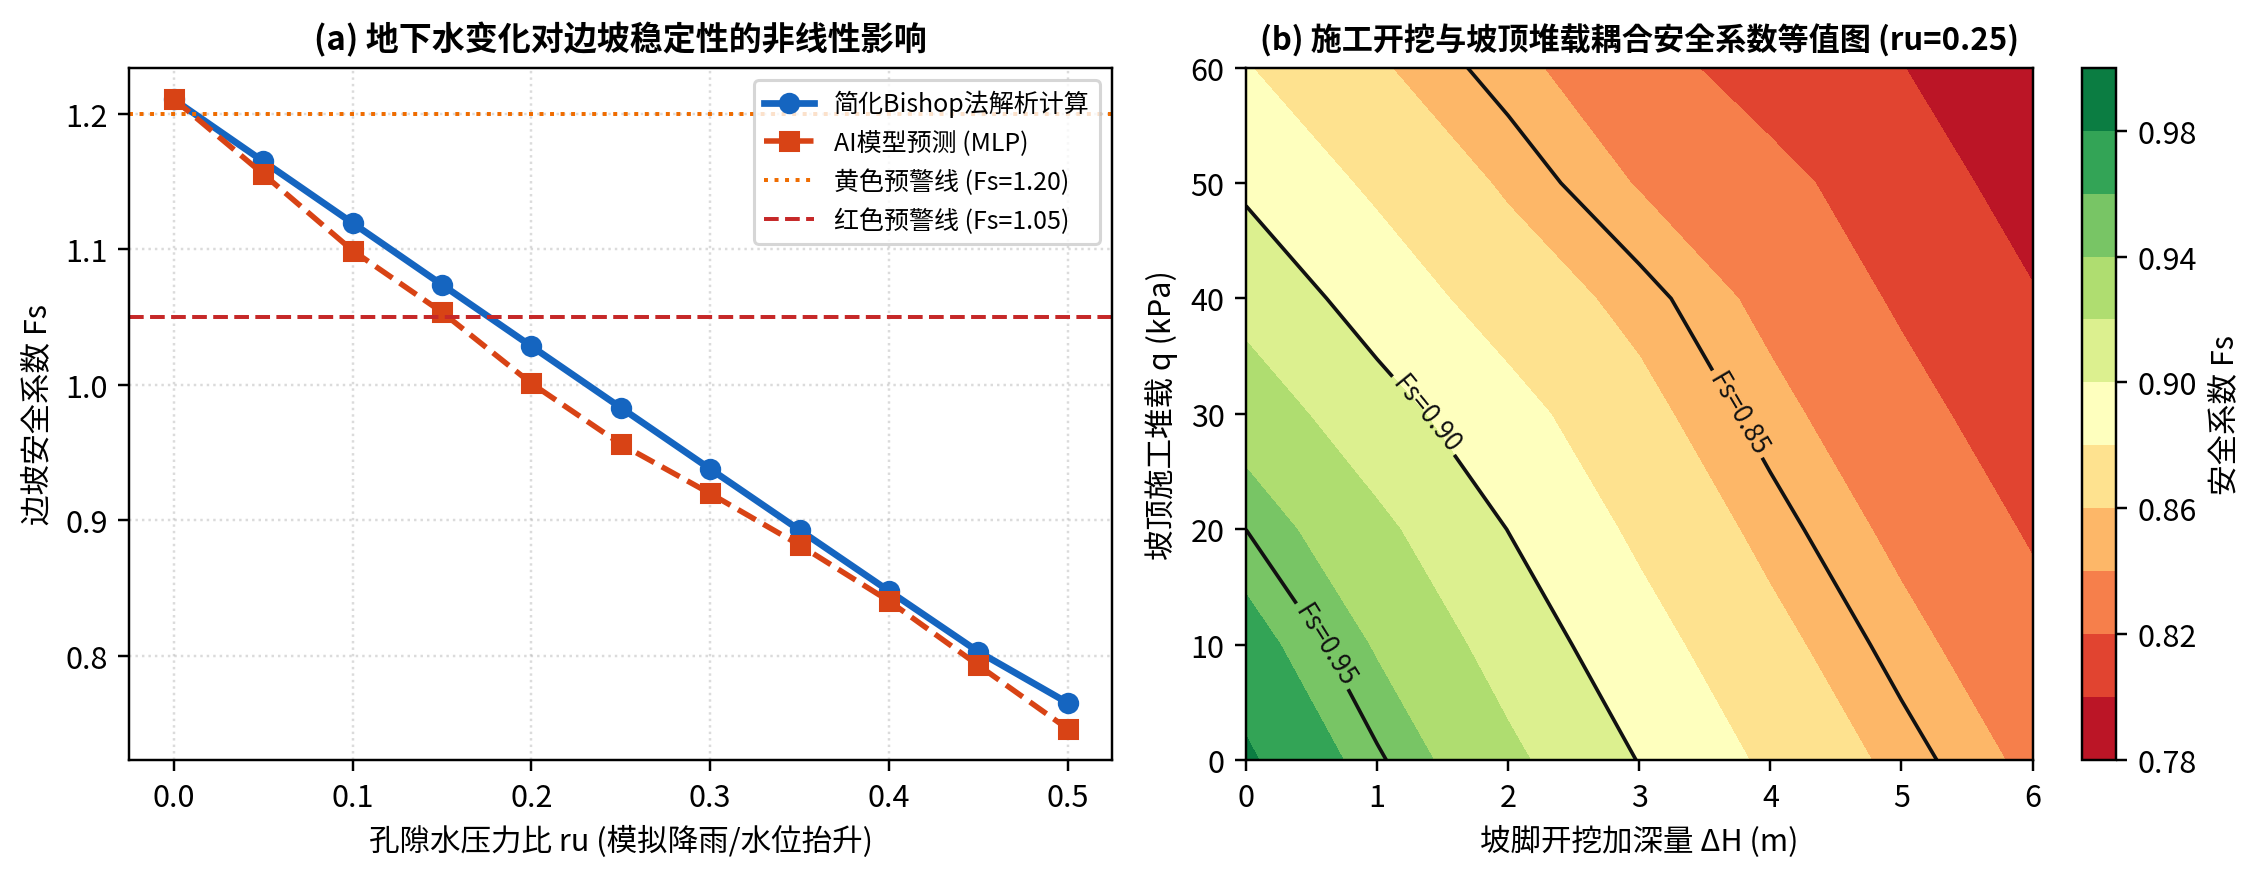 (a) 地下水变化对边坡稳定性的非线性影响
简化Bishop法解析计算
AI模型预测 (MLP)
黄色预警线 (Fs=1.20)
红色预警线 (Fs=1.05)
边坡安全系数 Fs
1.2
1.1
1.0
0.9
0.8
0.0
0.1
0.2
0.3
0.4
0.5
孔隙水压力比 ru (模拟降雨/水位抬升)
(b) 施工开挖与坡顶堆载耦合安全系数等值图 (ru=0.25)
坡顶施工堆载 q (kPa)
60
50
40
30
20
10
0
Fs=0.90
Fs=0.85
Fs=0.95
0
1
2
3
4
5
6
坡脚开挖加深量 ΔH (m)
0.98
0.94
0.90
0.86
0.82
0.78
安全系数 Fs